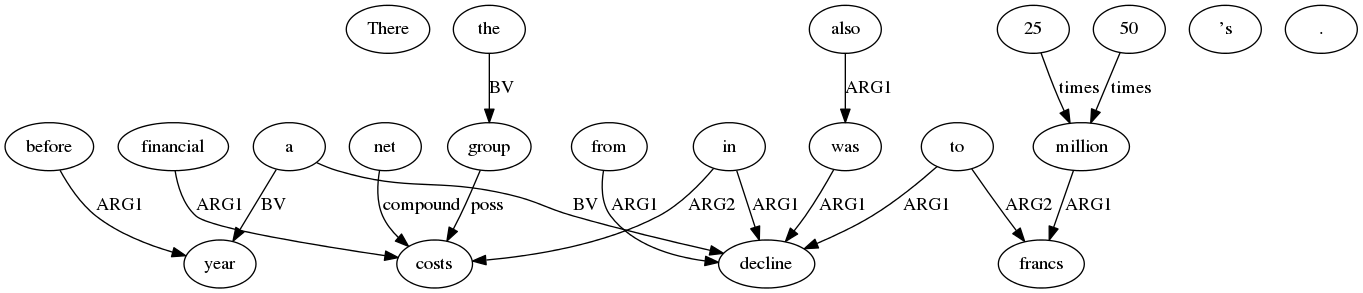 There the also 25 50 's .
BV ARG1 times times
before financial a net group from in was to million
ARG1 ARG1 BV compound poss BV ARG1 ARG2 ARG1 ARG1 ARG1 ARG2 ARG1
year costs decline francs